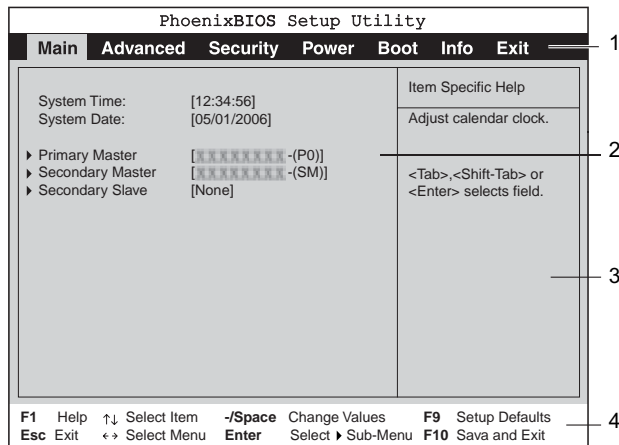 PhoenixBIOS Setup Utility
Main Advanced Security Power Boot Info Exit
1
Item Specific Help
System Time: [12:34:56]
System Date: [05/01/2006]
Adjust calendar clock.
2
Primary Master [XXXXXXXX-(P0)]
Secondary Master [XXXXXXXX-(SM)]
Secondary Slave [None]
<Tab>,<Shift-Tab> or
<Enter> selects field.
3
F1 Help ↑↓ Select Item -/Space Change Values F9 Setup Defaults
4
Esc Exit ←→ Select Menu Enter Select ▶ Sub-Menu F10 Sava and Exit